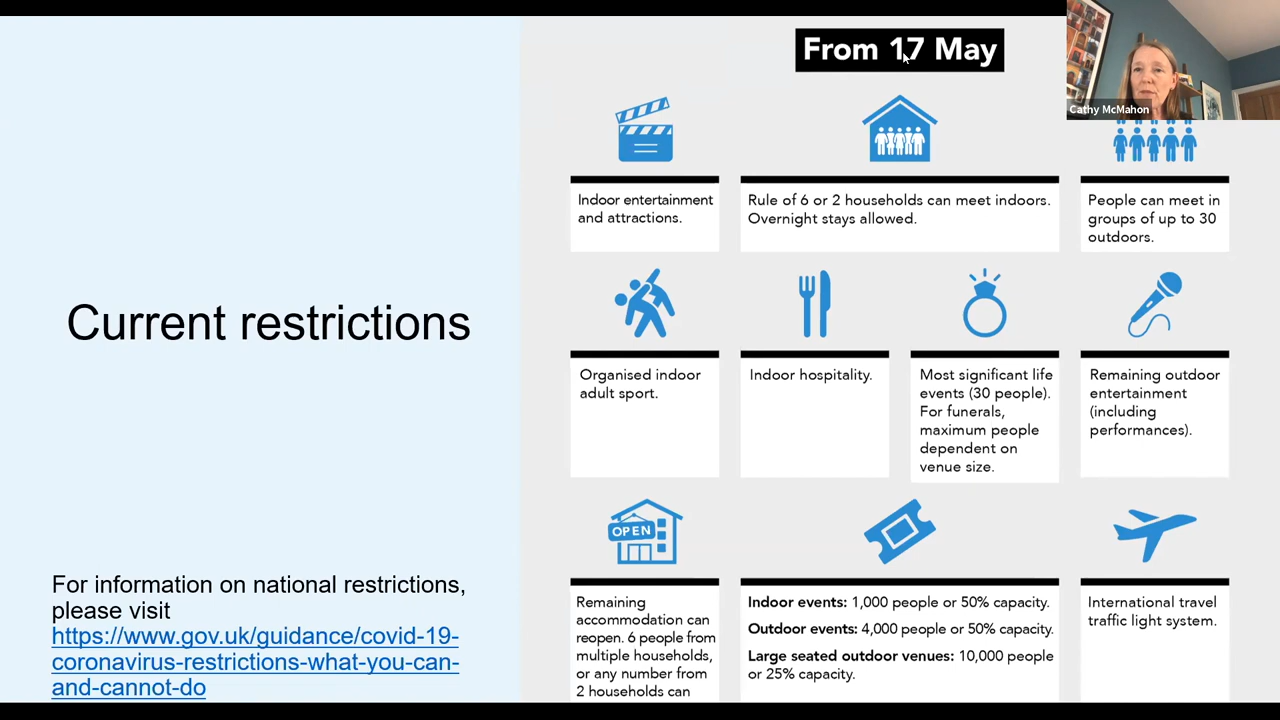 From 17 May
Cathy McMahon
Indoor entertainment
and attractions.
Rule of 6 or 2 households can meet indoors.
Overnight stays allowed.
People can meet in
groups of up to 30
outdoors.
Current restrictions
Organised indoor
adult sport.
Indoor hospitality.
Most significant life
events (30 people).
For funerals,
maximum people
dependent on
venue size.
Remaining outdoor
entertainment
(including
performances).
OPEN
Remaining
accommodation can
reopen. 6 people from
multiple households,
or any number from
2 households can
Indoor events: 1,000 people or 50% capacity.
Outdoor events: 4,000 people or 50% capacity.
Large seated outdoor venues: 10,000 people
or 25% capacity.
International travel
traffic light system.
For information on national restrictions,
please visit
https://www.gov.uk/guidance/covid-19-
coronavirus-restrictions-what-you-can-
and-cannot-do